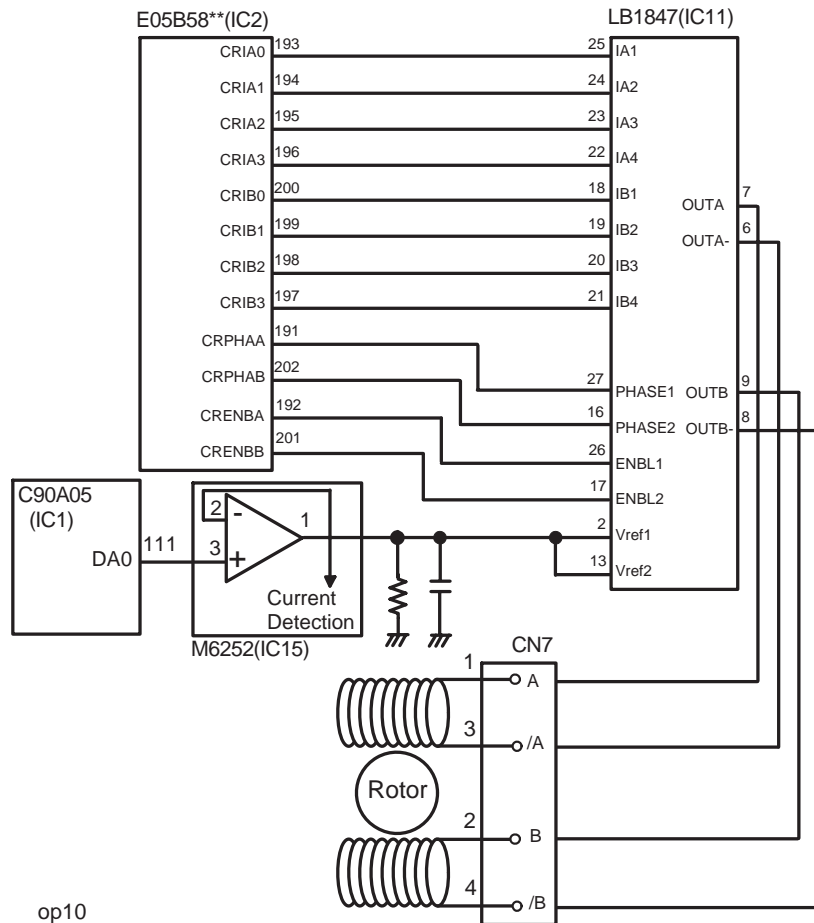 E05B58**(IC2) LB1847(IC11)
CRIA0 193 25 IA1
CRIA1 194 24 IA2
CRIA2 195 23 IA3
CRIA3 196 22 IA4
CRIB0 200 18 IB1
OUTA 7
CRIB1 199 19 IB2
OUTA- 6
CRIB2 198 20 IB3
CRIB3 197 21 IB4
CRPHAA 191
CRPHAB 202
27 PHASE1 OUTB 9
CRENBA 192
16 PHASE2 OUTB- 8
CRENBB 201
26 ENBL1
17 ENBL2
C90A05
(IC1)
DA0 111
2 -
3 +
1
Current
Detection
M6252(IC15)
2 Vref1
13 Vref2
CN7
1 A
3 /A
Rotor
2 B
4 /B
op10